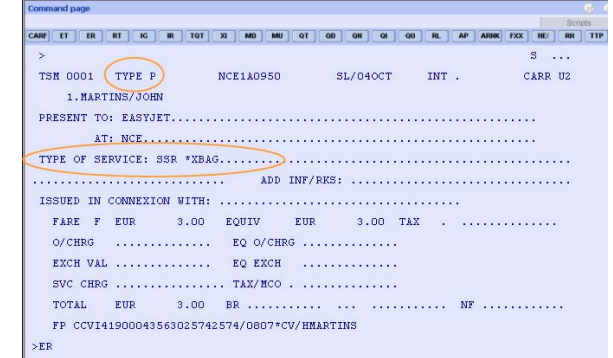 Command page
Scripts
CARF ET ER RT IG IR TQT XI MD MU QT QD QN QI QU RL AP ARNK FXX HE/ RH TTP
> S ...
TSM 0001 TYPE P NCE1A0950 SL/04OCT INT . CARR U2
1.MARTINS/JOHN
PRESENT TO: EASYJET..................................................
AT: NCE......................................................
TYPE OF SERVICE: SSR *XBAG.................................................
........................... ADD INF/RKS: ...............................
ISSUED IN CONNEXION WITH: ..................................
FARE F EUR 3.00 EQUIV EUR 3.00 TAX . ..............
O/CHRG .............. EQ O/CHRG ..............
EXCH VAL .............. EQ EXCH ..............
SVC CHRG ................ TAX/MCO . ..............
TOTAL EUR 3.00 BR .......... ... ........... NF ............
FP CCVI41900043563025742574/0807*CV/HMARTINS
>ER